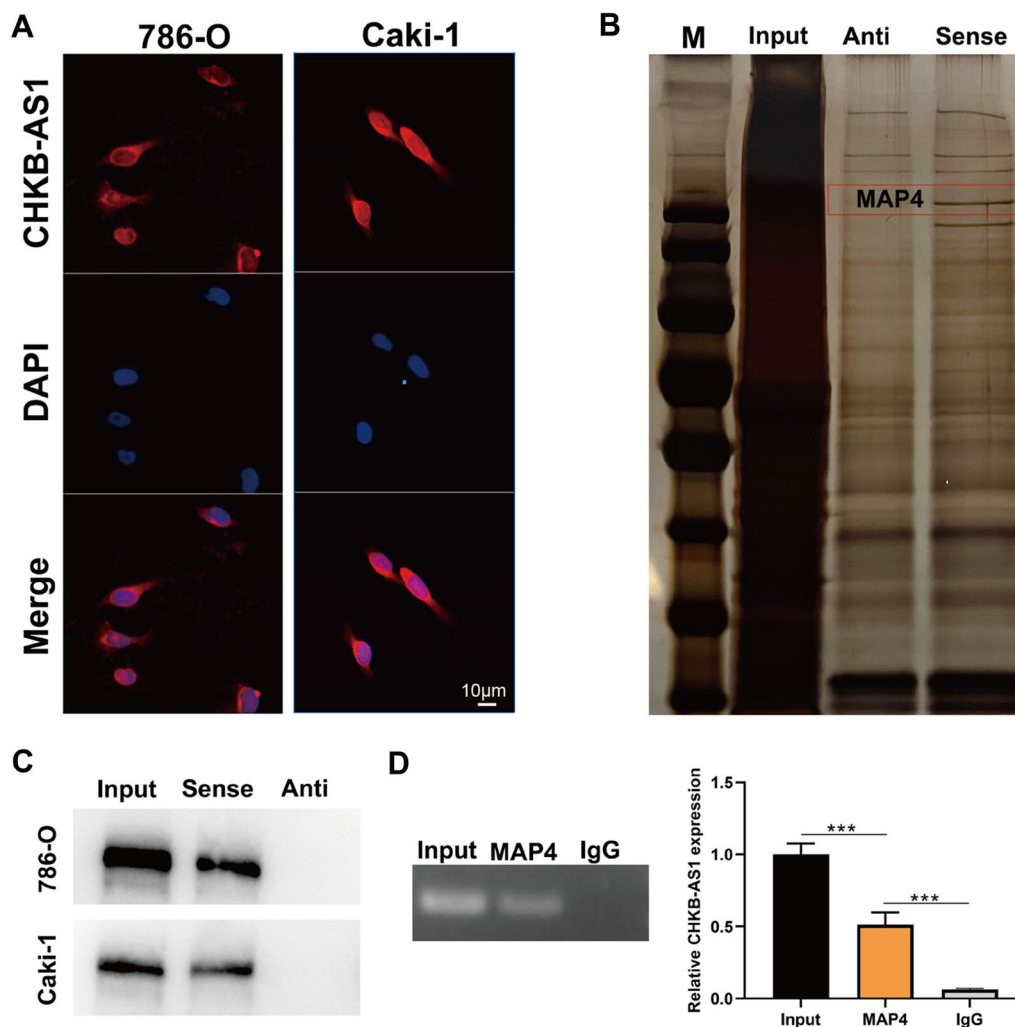 A
786-O
Caki-1
CHKB-AS1
DAPI
Merge
10μm
B
M
Input
Anti
Sense
MAP4
C
Input
Sense
Anti
786-O
Caki-1
D
Input
MAP4
IgG
Relative CHKB-AS1 expression
1.5
1.0
0.5
0.0
***
***
Input
MAP4
IgG